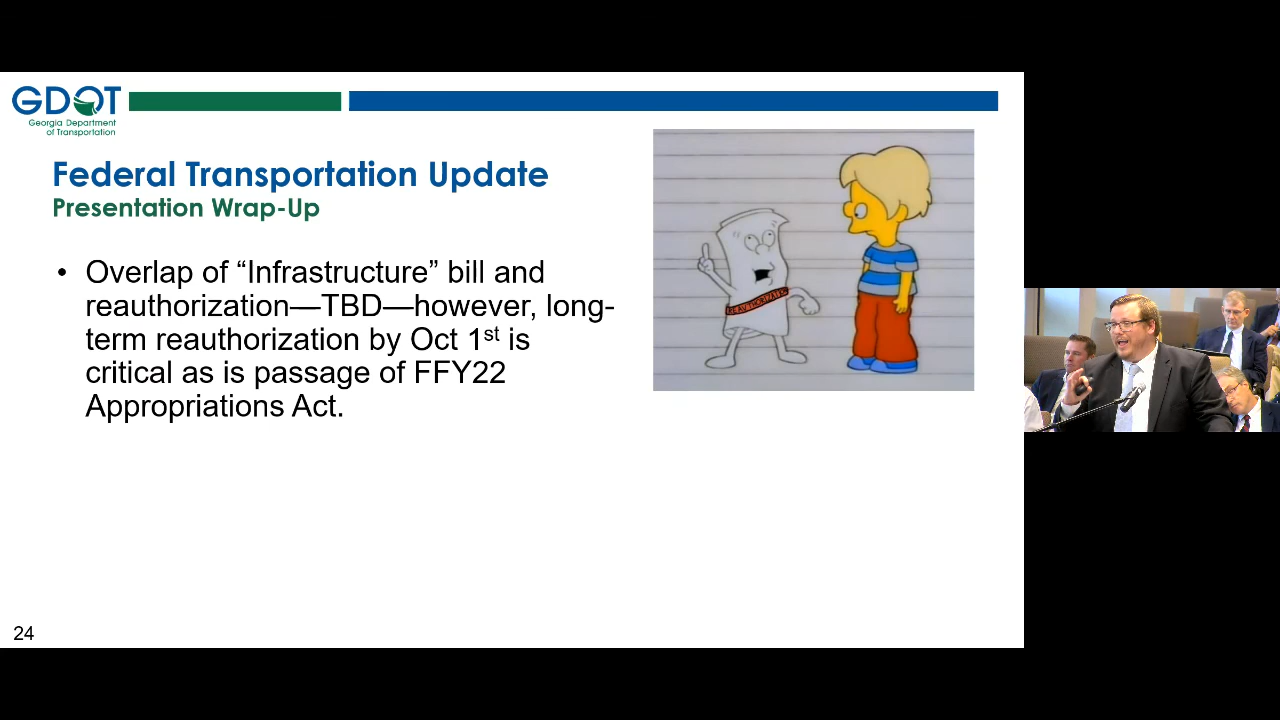 GDOT
Georgia Department
of Transportation
Federal Transportation Update
Presentation Wrap-Up
• Overlap of “Infrastructure” bill and
reauthorization—TBD—however, long-
term reauthorization by Oct 1st is
critical as is passage of FFY22
Appropriations Act.
REAUTHORIZATION
24